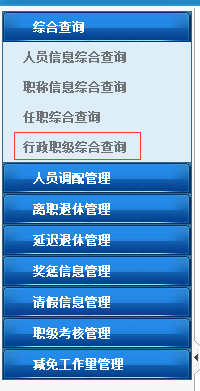 综合查询
人员信息综合查询
职称信息综合查询
任职综合查询
行政职级综合查询
人员调配管理
离职退休管理
延迟退休管理
奖惩信息管理
请假信息管理
职级考核管理
减免工作量管理